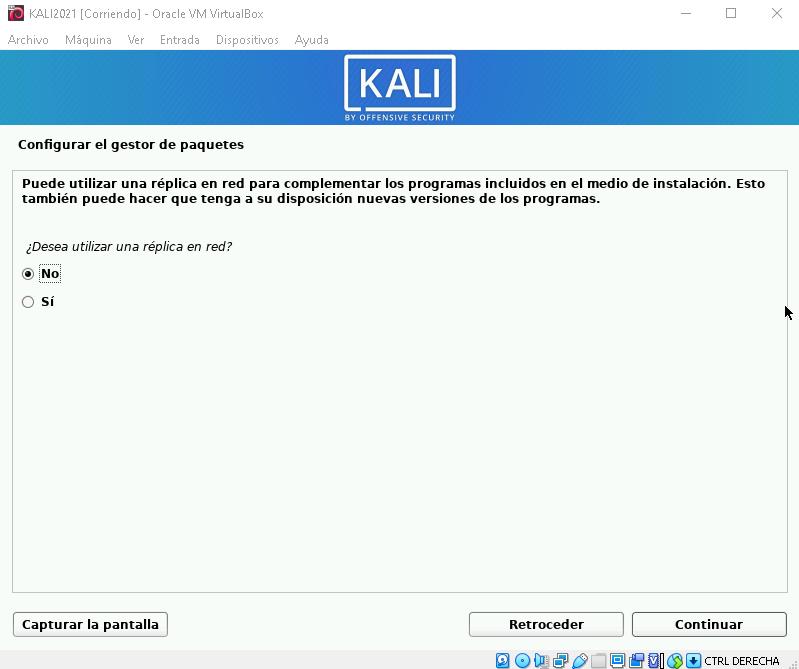 KALI2021 [Corriendo] - Oracle VM VirtualBox
Archivo Máquina Ver Entrada Dispositivos Ayuda
KALI
BY OFFENSIVE SECURITY
Configurar el gestor de paquetes
Puede utilizar una réplica en red para complementar los programas incluidos en el medio de instalación. Esto
también puede hacer que tenga a su disposición nuevas versiones de los programas.
¿Desea utilizar una réplica en red?
No
Sí
Capturar la pantalla Retroceder Continuar
CTRL DERECHA